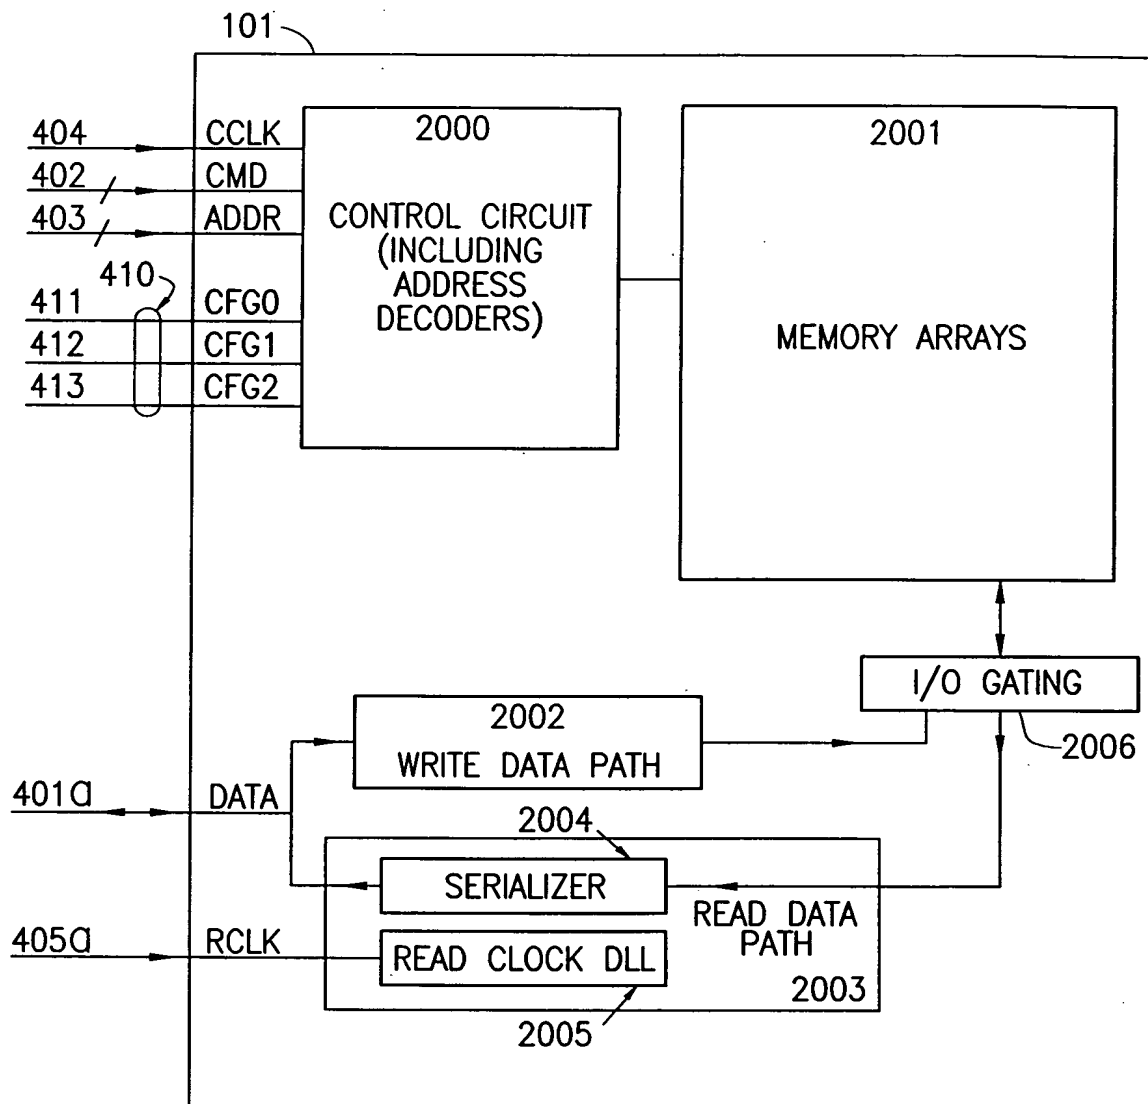 101
404 CCLK
402 CMD
403 ADDR
410
411 CFG0
412 CFG1
413 CFG2
2000
CONTROL CIRCUIT
(INCLUDING
ADDRESS
DECODERS)
2001
MEMORY ARRAYS
I/O GATING
2006
2002
WRITE DATA PATH
401a DATA
2004
SERIALIZER
READ DATA
PATH
2003
405a RCLK
READ CLOCK DLL
2005